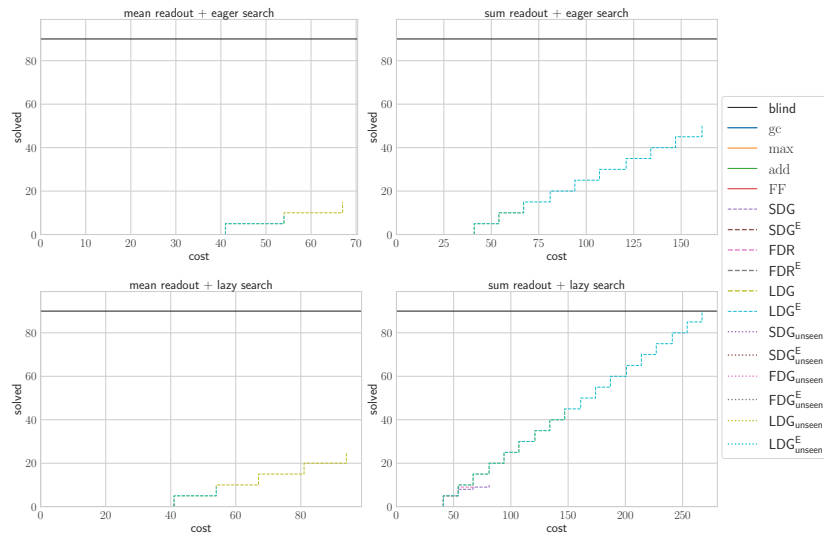 mean readout + eager search
sum readout + eager search
80
60
40
20
0
solved
0 10 20 30 40 50 60 70
cost
80
60
40
20
0
solved
0 25 50 75 100 125 150
cost
mean readout + lazy search
sum readout + lazy search
80
60
40
20
0
solved
0 20 40 60 80
cost
80
60
40
20
0
solved
0 50 100 150 200 250
cost
blind
gc
max
add
FF
SDG
SDG^E
FDR
FDR^E
LDG
LDG^E
SDG_unseen
SDG^E_unseen
FDG_unseen
FDG^E_unseen
LDG_unseen
LDG^E_unseen